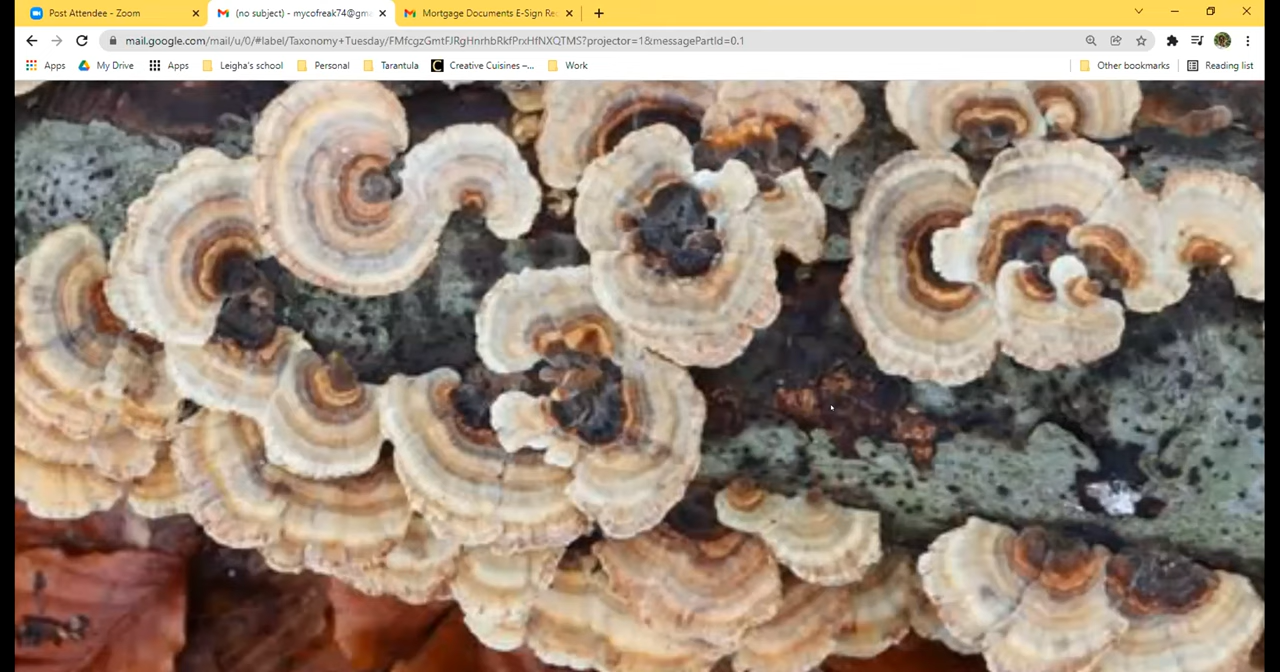 Post Attendee - Zoom
(no subject) - mycofreak74@gma
Mortgage Documents E-Sign Re
mail.google.com/mail/u/0/#label/Taxonomy+Tuesday/FMfcgzGmtFJRgHnrhbRkfPrxHfNXQTMS?projector=1&messagePartId=0.1
Apps My Drive Apps Leigha's school Personal Tarantula Creative Cuisines –... Work Other bookmarks Reading list